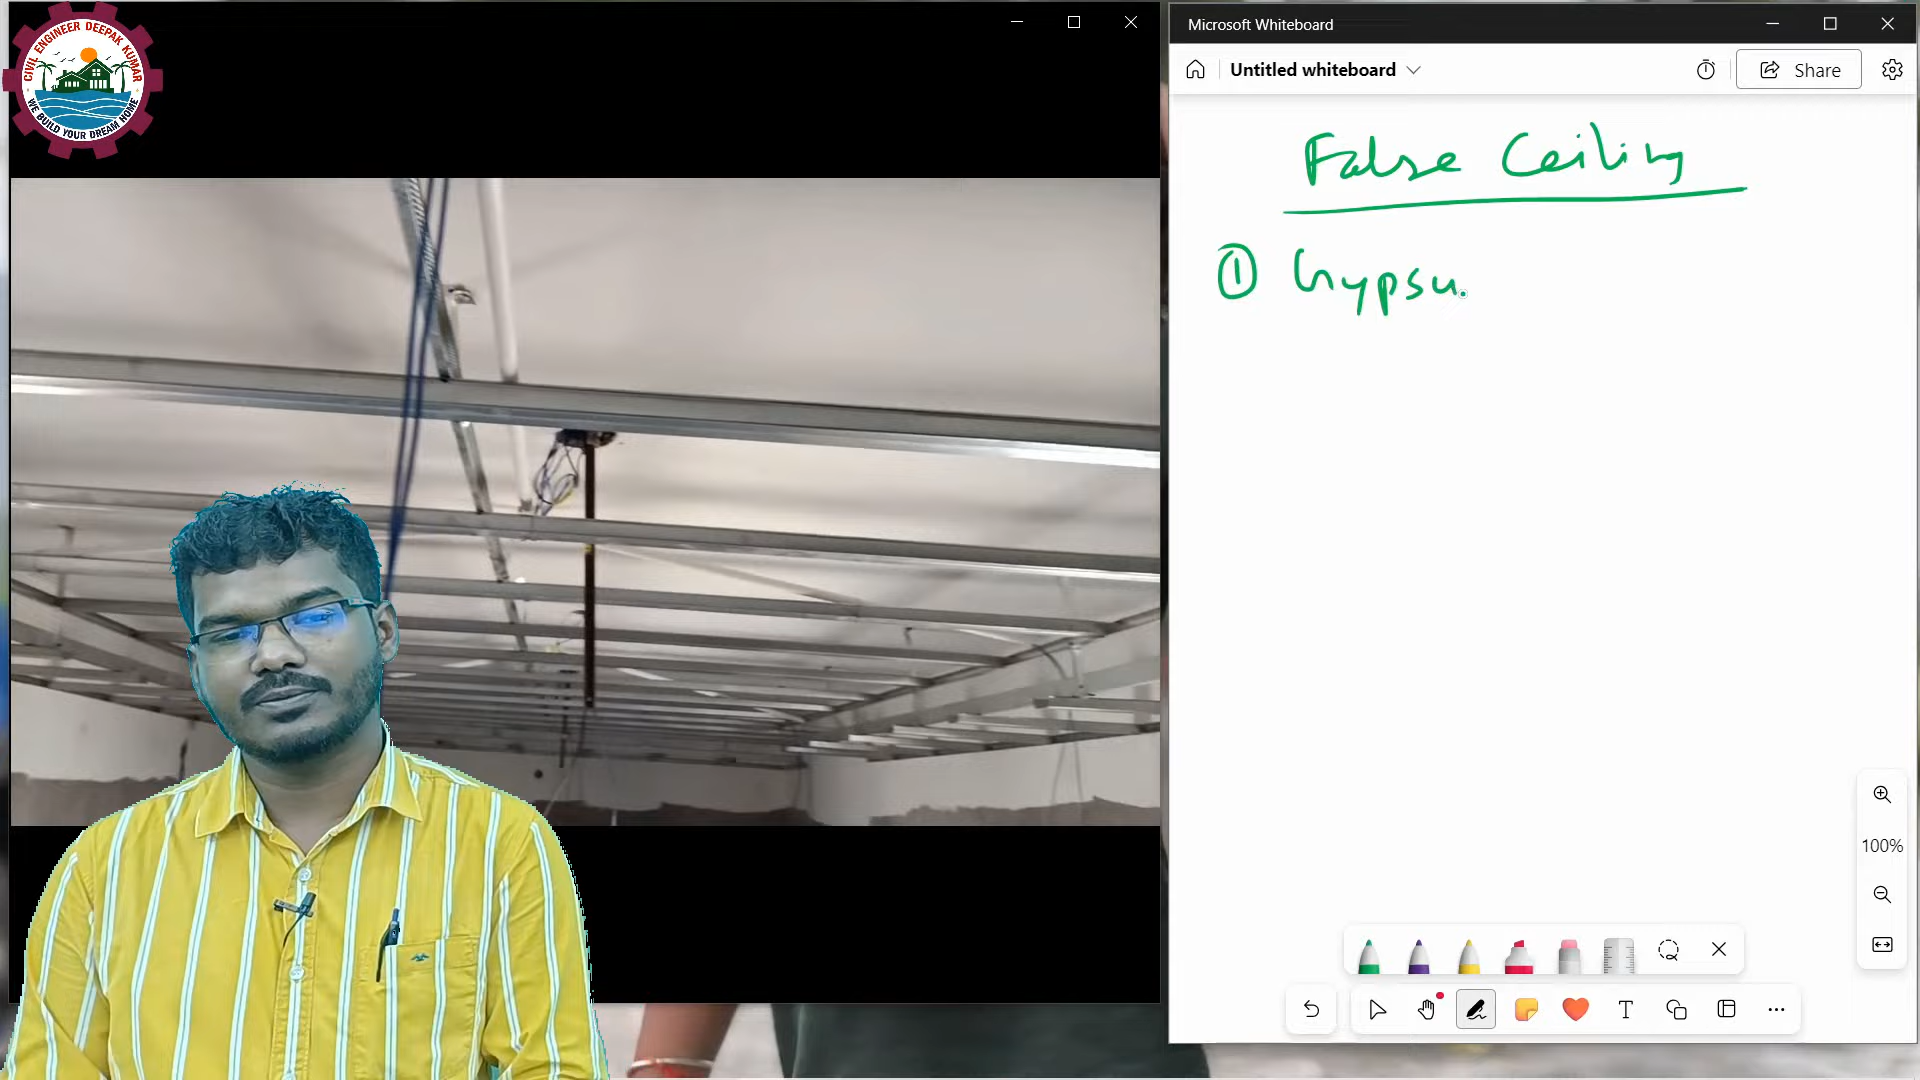 CIVIL ENGINEER DEEPAK KUMAR
WE BUILD YOUR DREAM HOME
Microsoft Whiteboard
Untitled whiteboard
Share
False Ceiling
① Gypsu
100%